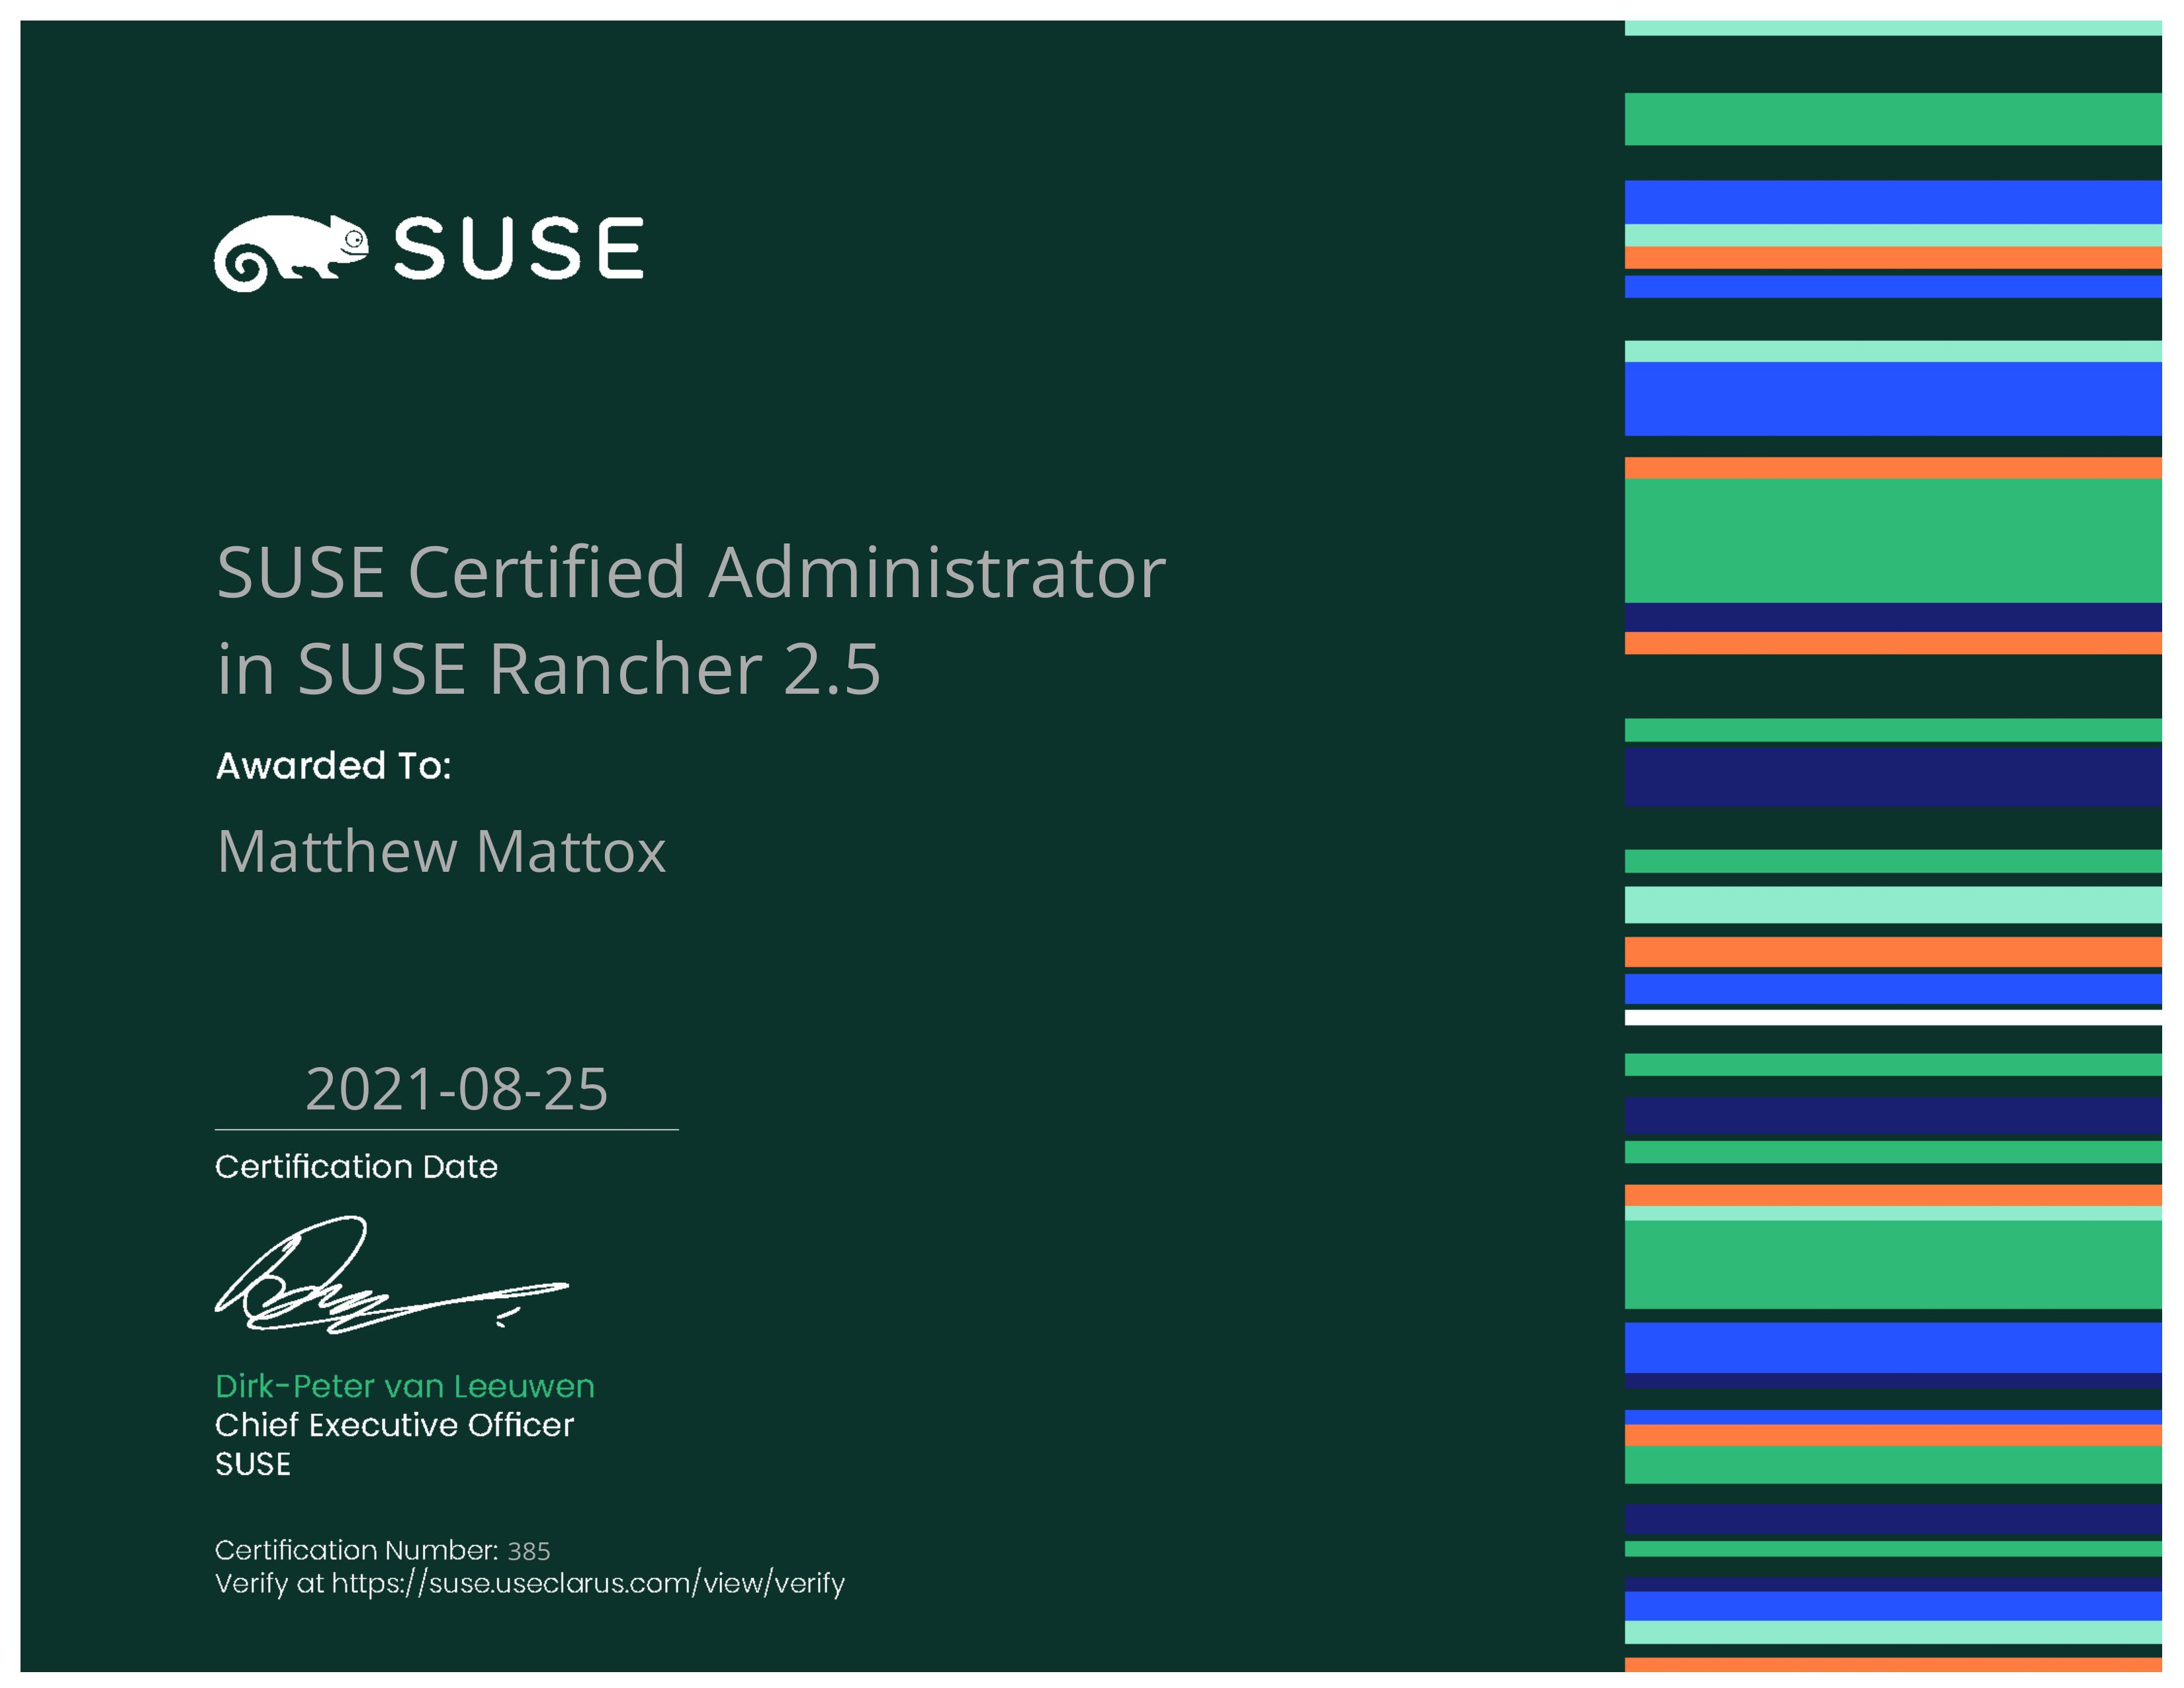 SUSE
SUSE Certified Administrator
in SUSE Rancher 2.5
Awarded To:
Matthew Mattox
2021-08-25
Certification Date
Dirk-Peter van Leeuwen
Chief Executive Officer
SUSE
Certification Number: 385
Verify at https://suse.useclarus.com/view/verify